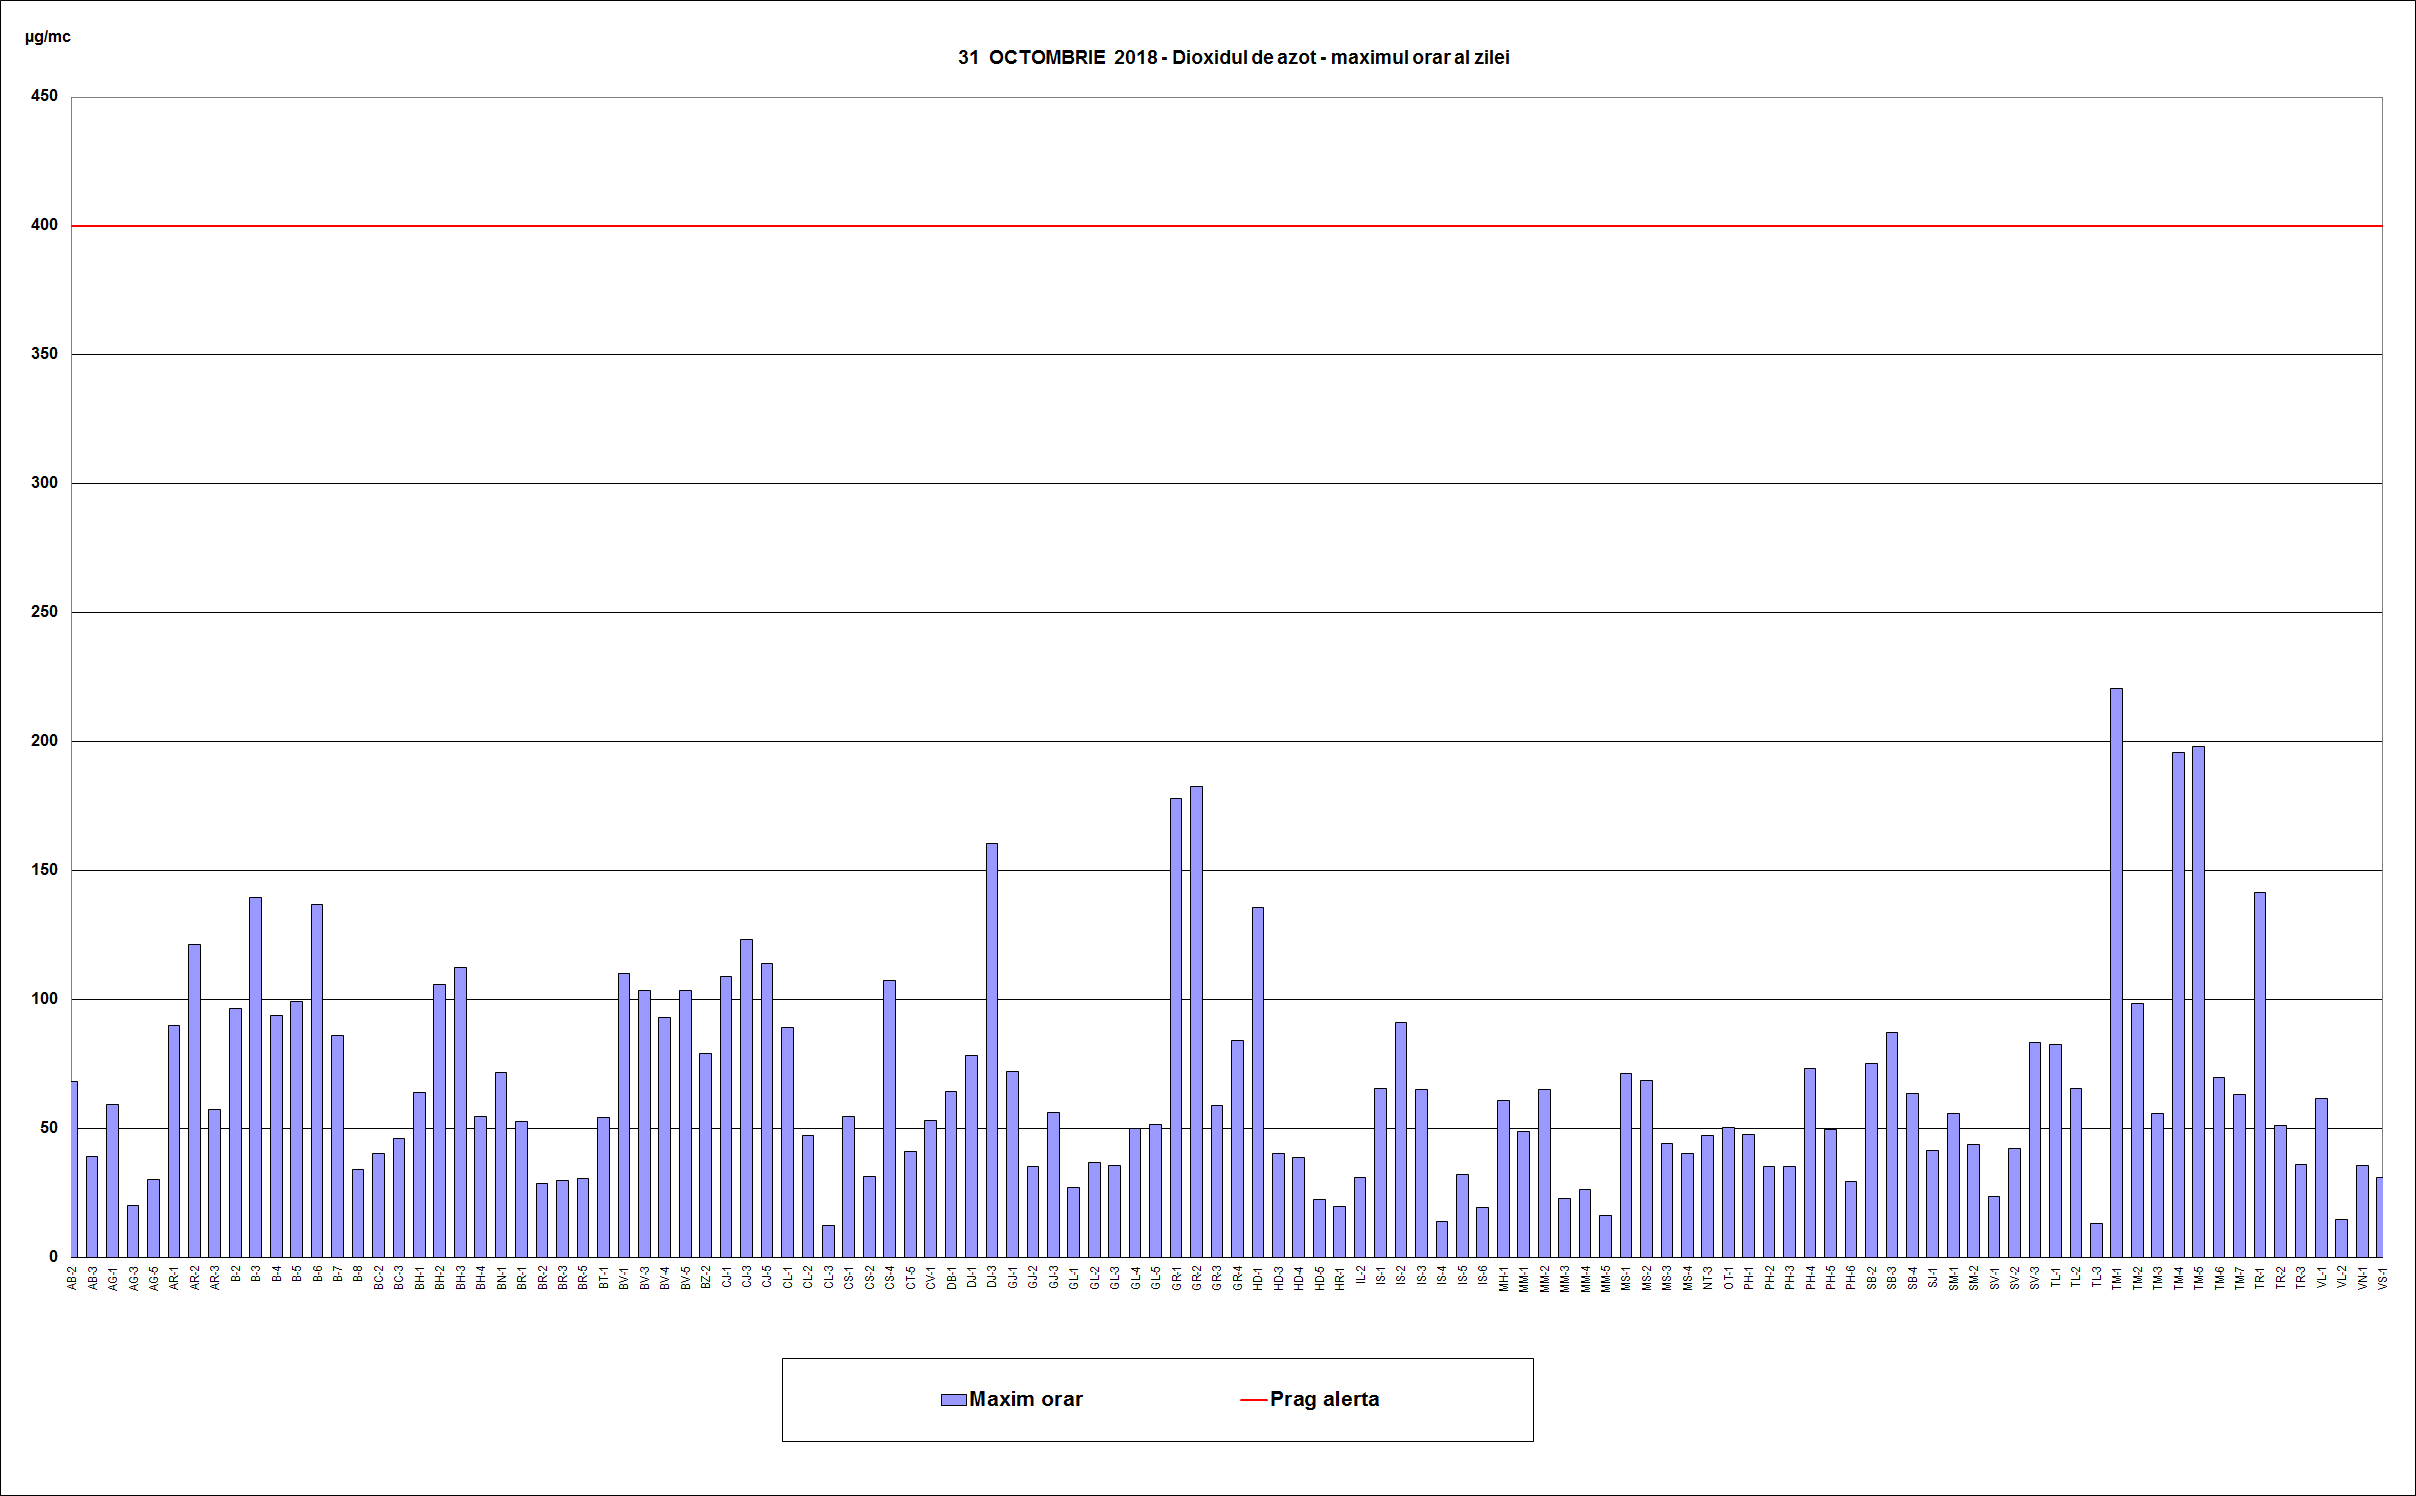 µg/mc
31 OCTOMBRIE 2018 - Dioxidul de azot - maximul orar al zilei
450
400
350
300
250
200
150
100
50
0
AB-2 AB-3 AG-1 AG-3 AG-5 AR-1 AR-2 AR-3 B-2 B-3 B-4 B-5 B-6 B-7 B-8 BC-2 BC-3 BH-1 BH-2 BH-3 BH-4 BN-1 BR-1 BR-2 BR-3 BR-5 BT-1 BV-1 BV-3 BV-4 BV-5 BZ-2 CJ-1 CJ-3 CJ-5 CL-1 CL-2 CL-3 CS-1 CS-2 CS-4 CT-5 CV-1 DB-1 DJ-1 DJ-3 GJ-1 GJ-2 GJ-3 GL-1 GL-2 GL-3 GL-4 GL-5 GR-1 GR-2 GR-3 GR-4 HD-1 HD-3 HD-4 HD-5 HR-1 IL-2 IS-1 IS-2 IS-3 IS-4 IS-5 IS-6 MH-1 MM-1 MM-2 MM-3 MM-4 MM-5 MS-1 MS-2 MS-3 MS-4 NT-3 OT-1 PH-1 PH-2 PH-3 PH-4 PH-5 PH-6 SB-2 SB-3 SB-4 SJ-1 SM-1 SM-2 SV-1 SV-2 SV-3 TL-1 TL-2 TL-3 TM-1 TM-2 TM-3 TM-4 TM-5 TM-6 TM-7 TR-1 TR-2 TR-3 VL-1 VL-2 VN-1 VS-1
Maxim orar Prag alerta